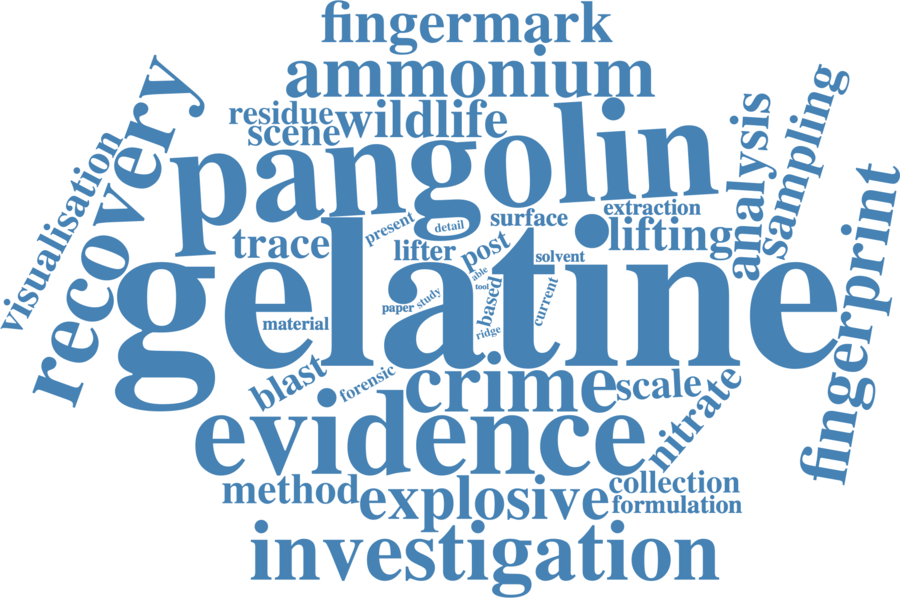 fingermark
ammonium
residue
wildlife
scene
pangolin
recovery
visualisation
analysis
sampling
fingerprint
present
detail
surface
extraction
trace
lifter
post
lifting
solvent
able
tool
gelatine
material
paper
study
based
current
ridge
blast
forensic
crime
scale
nitrate
evidence
method
explosive
collection
formulation
investigation